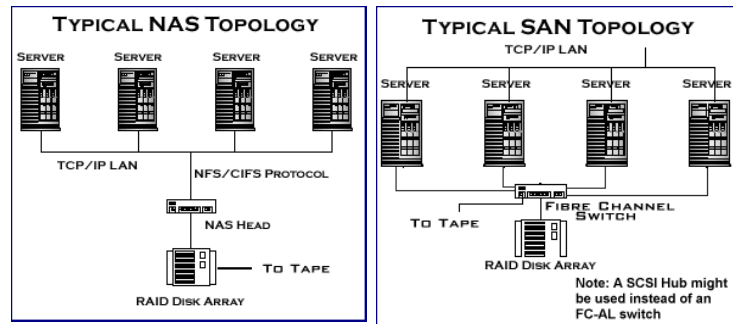 TYPICAL NAS TOPOLOGY
SERVER SERVER SERVER SERVER
TCP/IP LAN
NFS/CIFS PROTOCOL
NAS HEAD
TO TAPE
RAID DISK ARRAY
TYPICAL SAN TOPOLOGY
TCP/IP LAN
SERVER SERVER SERVER SERVER
FIBRE CHANNEL
SWITCH
TO TAPE
RAID DISK ARRAY
Note: A SCSI Hub might
be used instead of an
FC-AL switch